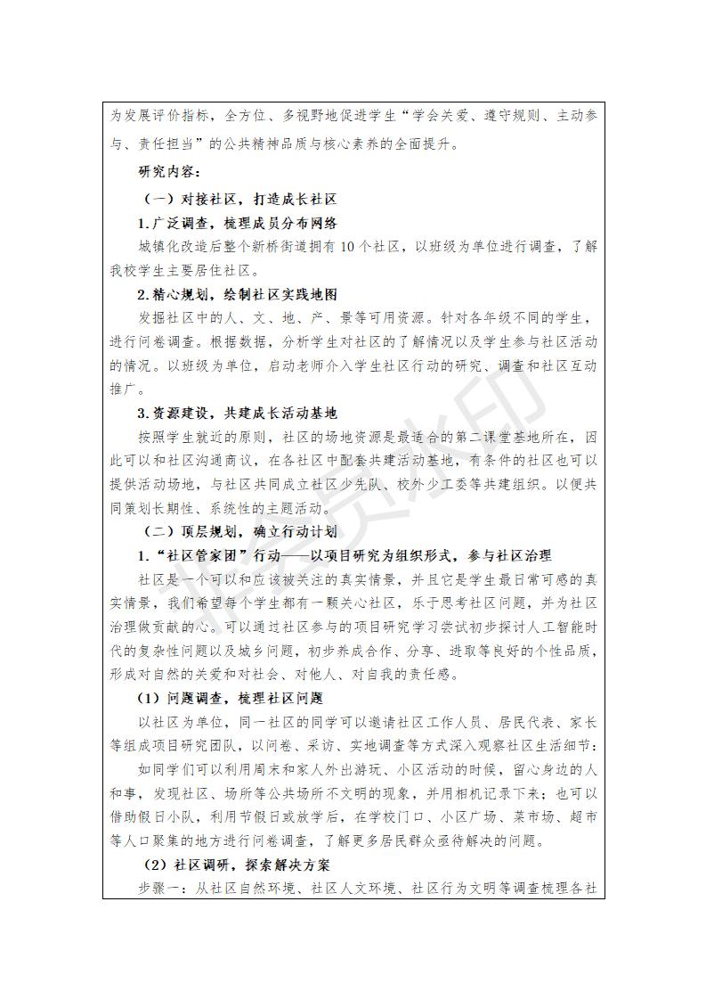 为发展评价指标，全方位、多视野地促进学生“学会关爱、遵守规则、主动参
与、责任担当”的公共精神品质与核心素养的全面提升。
研究内容：
（一）对接社区，打造成长社区
1.广泛调查，梳理成员分布网络
城镇化改造后整个新桥街道拥有 10 个社区，以班级为单位进行调查，了解
我校学生主要居住社区。
2.精心规划，绘制社区实践地图
发掘社区中的人、文、地、产、景等可用资源。针对各年级不同的学生，
进行问卷调查。根据数据，分析学生对社区的了解情况以及学生参与社区活动
的情况。以班级为单位，启动老师介入学生社区行动的研究、调查和社区互动
推广。
3.资源建设，共建成长活动基地
按照学生就近的原则，社区的场地资源是最适合的第二课堂基地所在，因
此可以和社区沟通商议，在各社区中配套共建活动基地，有条件的社区也可以
提供活动场地，与社区共同成立社区少先队、校外少工委等共建组织。以便共
同策划长期性、系统性的主题活动。
（二）顶层规划，确立行动计划
1.“社区管家团”行动——以项目研究为组织形式，参与社区治理
社区是一个可以和应该被关注的真实情景，并且它是学生最日常可感的真
实情景，我们希望每个学生都有一颗关心社区，乐于思考社区问题，并为社区
治理做贡献的心。可以通过社区参与的项目研究学习尝试初步探讨人工智能时
代的复杂性问题以及城乡问题，初步养成合作、分享、进取等良好的个性品质，
形成对自然的关爱和对社会、对他人、对自我的责任感。
（1）问题调查，梳理社区问题
以社区为单位，同一社区的同学可以邀请社区工作人员、居民代表、家长
等组成项目研究团队，以问卷、采访、实地调查等方式深入观察社区生活细节：
如同学们可以利用周末和家人外出游玩、小区活动的时候，留心身边的人
和事，发现社区、场所等公共场所不文明的现象，并用相机记录下来；也可以
借助假日小队，利用节假日或放学后，在学校门口、小区广场、菜市场、超市
等人口聚集的地方进行问卷调查，了解更多居民群众亟待解决的问题。
（2）社区调研，探索解决方案
步骤一：从社区自然环境、社区人文环境、社区行为文明等调查梳理各社
非会员水印